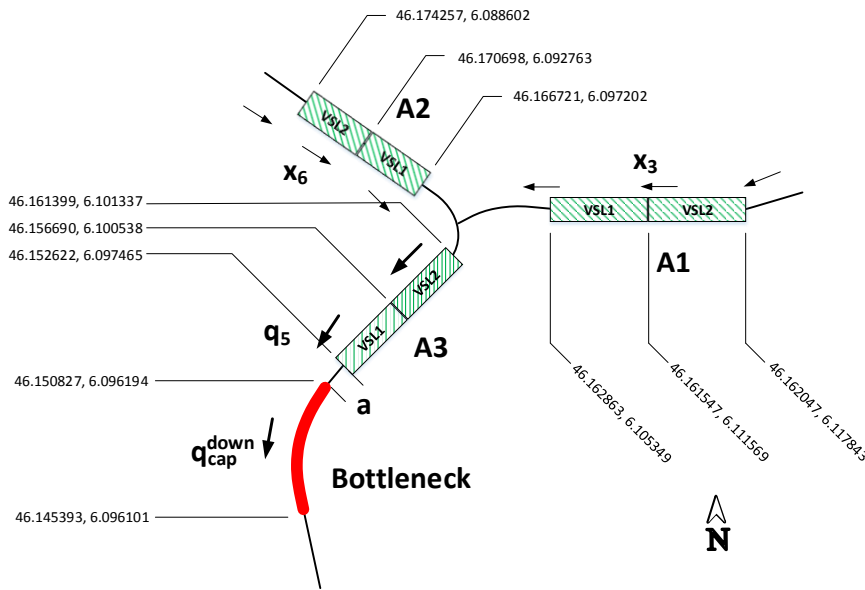 46.174257, 6.088602
46.170698, 6.092763
A2
46.166721, 6.097202
VSL2
VSL1
x3
x6
46.161399, 6.101337
46.156690, 6.100538
46.152622, 6.097465
VSL1
VSL2
A1
VSL2
VSL1
q5
A3
46.150827, 6.096194
a
46.162863, 6.105349
46.161547, 6.111569
46.162047, 6.117843
q down cap
Bottleneck
46.145393, 6.096101
N